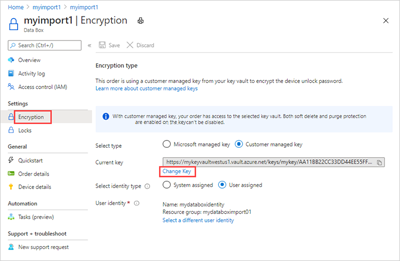 Home > myimport1 > myimport1
myimport1 | Encryption
Data Box
Search (Ctrl+/)
Save
Discard
Overview
Activity log
Access control (IAM)
Settings
Encryption
Locks
General
Quickstart
Order details
Device details
Automation
Tasks (preview)
Support + troubleshoot
New support request
Encryption type
This order is using a customer managed key from your key vault to encrypt the device unlock password.
Learn more about customer managed keys
With customer managed key, your order has access to the selected key vault. Both soft delete and purge protection
are enabled on the keycan't be disabled.
Select type
Microsoft managed key
Customer managed key
Current key
https://mykeyvaultwestus1.vault.azure.net/keys/mykey/AA11BB22CC33DD44EE55FF...
Change Key
Select identity type
System assigned
User assigned
User identity *
Name: mydataboxidentity
Resource group: mydataboximport01
Select a different user identity